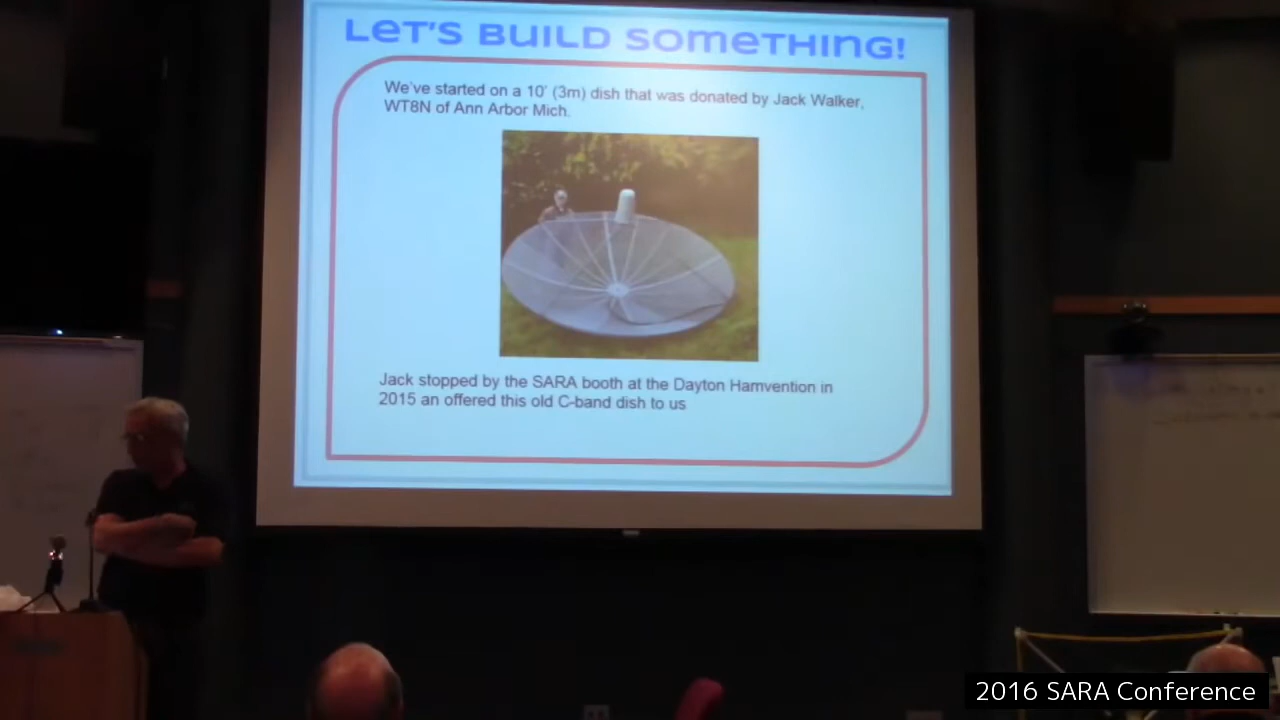 LET'S BUILD SOMETHING!
We've started on a 10' (3m) dish that was donated by Jack Walker,
WT8N of Ann Arbor Mich.
Jack stopped by the SARA booth at the Dayton Hamvention in
2015 an offered this old C-band dish to us
2016 SARA Conference